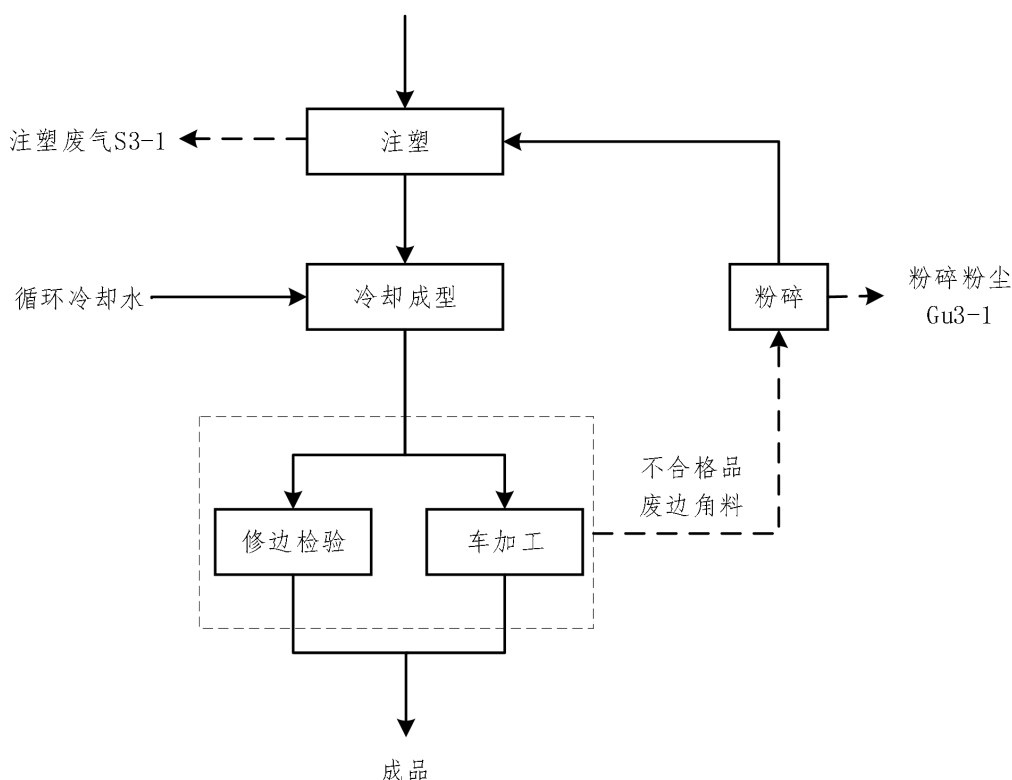 注塑废气S3-1
注塑
循环冷却水
冷却成型
粉碎
粉碎粉尘
Gu3-1
不合格品
废边角料
修边检验
车加工
成品